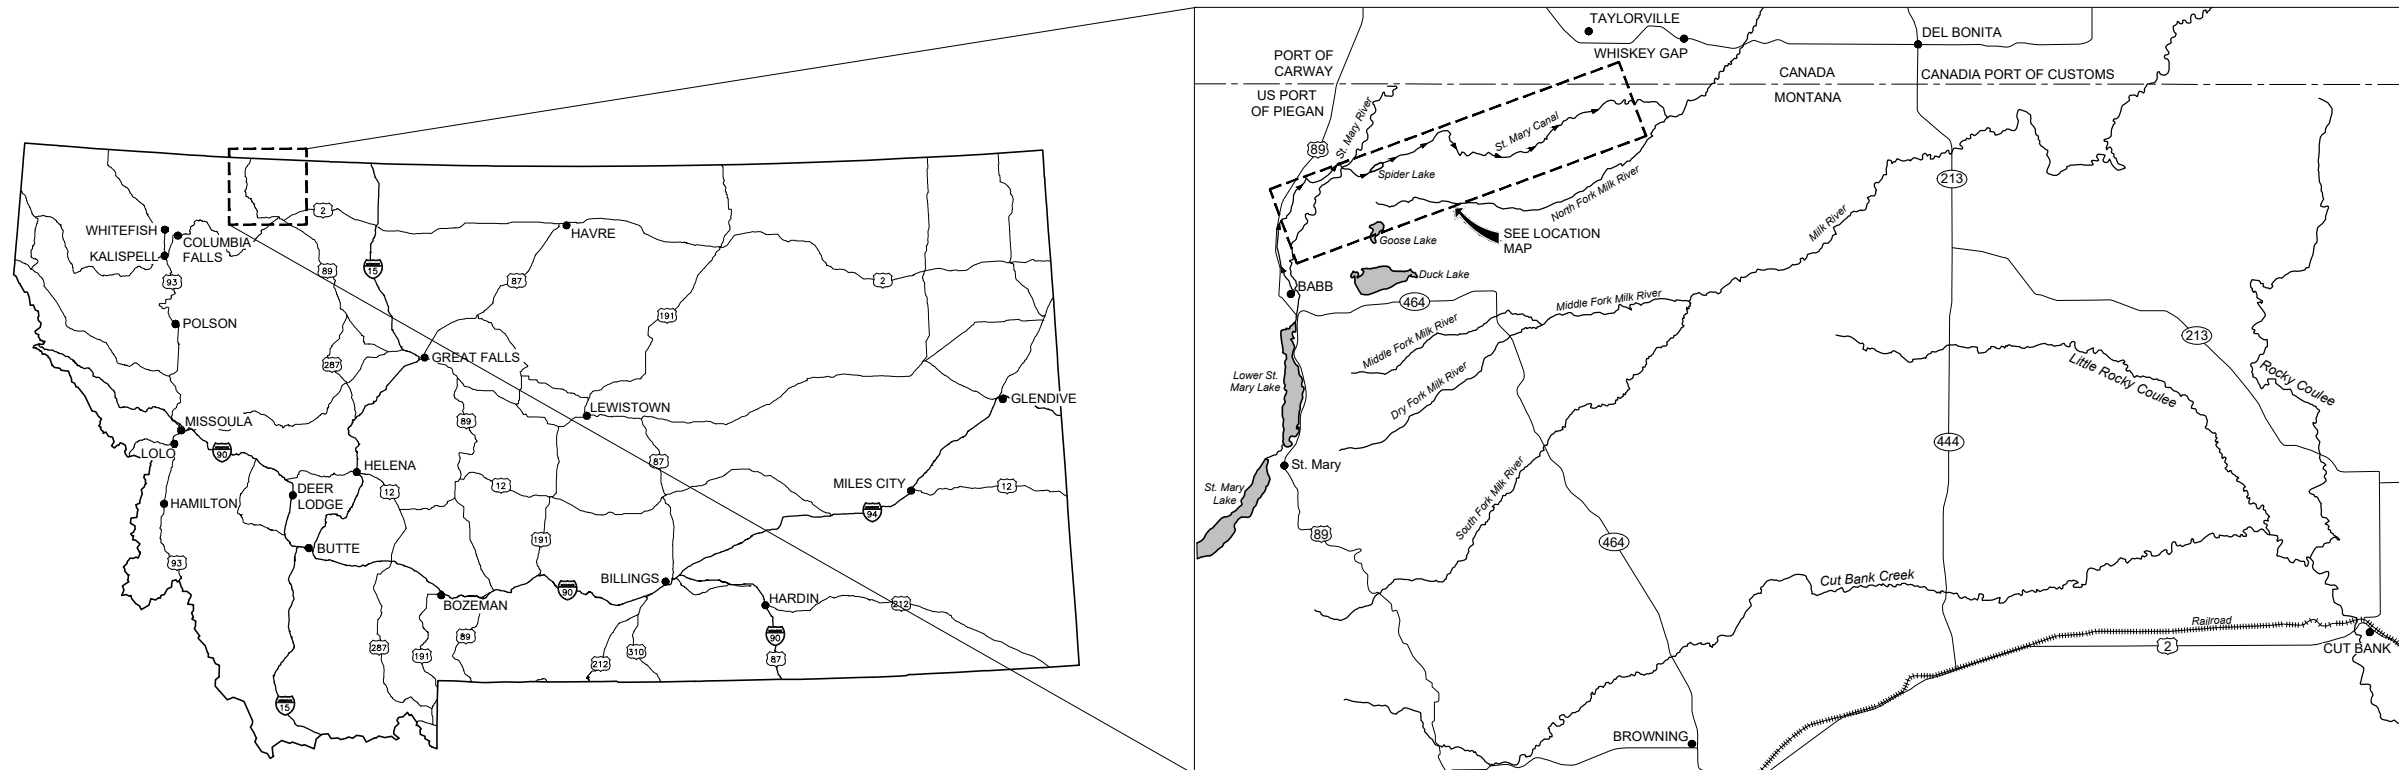 WHITEFISH
COLUMBIA
FALLS
KALISPELL
93
POLSON
MISSOULA
LOLO
90
HAMILTON
93
DEER
LODGE
BUTTE
HELENA
12
2
89
15
287
GREAT FALLS
87
HAVRE
2
191
LEWISTOWN
89
12
87
191
GLENDIVE
MILES CITY
12
94
BILLINGS
90
BOZEMAN
HARDIN
212
90
87
89
287
191
212
310
15
TAYLORVILLE
WHISKEY GAP
DEL BONITA
PORT OF
CARWAY
CANADA
CANADIA PORT OF CUSTOMS
US PORT
OF PIEGAN
MONTANA
89
St. Mary River
St. Mary Canal
Spider Lake
North Fork Milk River
213
SEE LOCATION
MAP
Goose Lake
Milk River
Duck Lake
BABB
464
Middle Fork Milk River
Middle Fork Milk River
Dry Fork Milk River
Lower St.
Mary Lake
213
Little Rocky Coulee
Rocky Coulee
444
St. Mary
St. Mary
Lake
South Fork Milk River
89
464
Cut Bank Creek
Railroad
2
CUT BANK
BROWNING